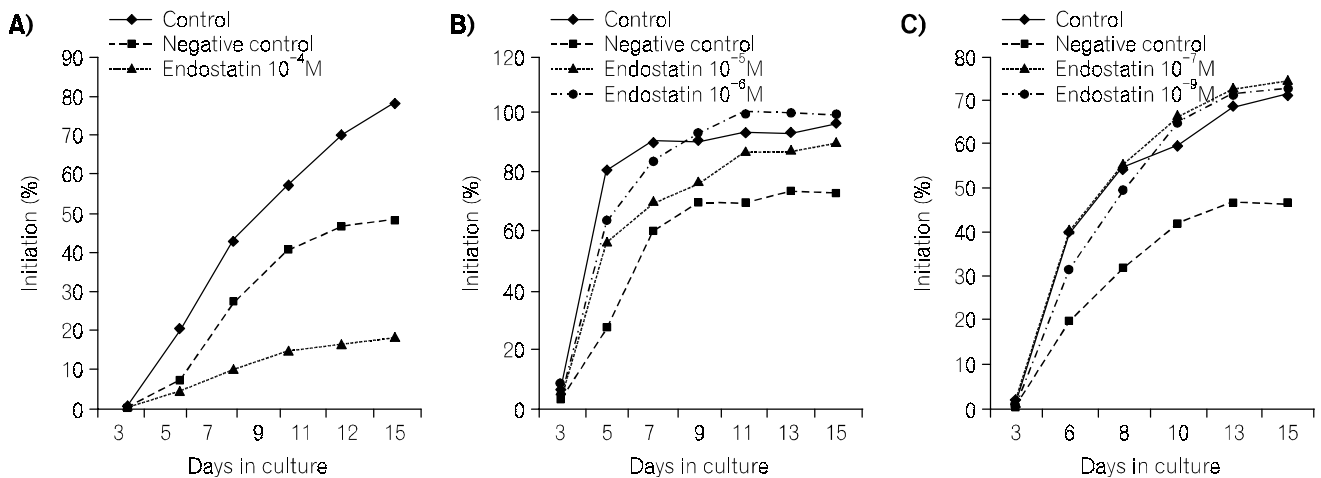 A)
Control
Negative control
Endostatin 10⁻⁴M
90
80
70
60
50
40
30
20
10
0
Initiation (%)
3 5 7 9 11 12 15
Days in culture
B)
Control
Negative control
Endostatin 10⁻⁵M
Endostatin 10⁻⁶M
120
100
80
60
40
20
0
Initiation (%)
3 5 7 9 11 13 15
Days in culture
C)
Control
Negative control
Endostatin 10⁻⁷M
Endostatin 10⁻⁹M
80
70
60
50
40
30
20
10
0
Initiation (%)
3 6 8 10 13 15
Days in culture